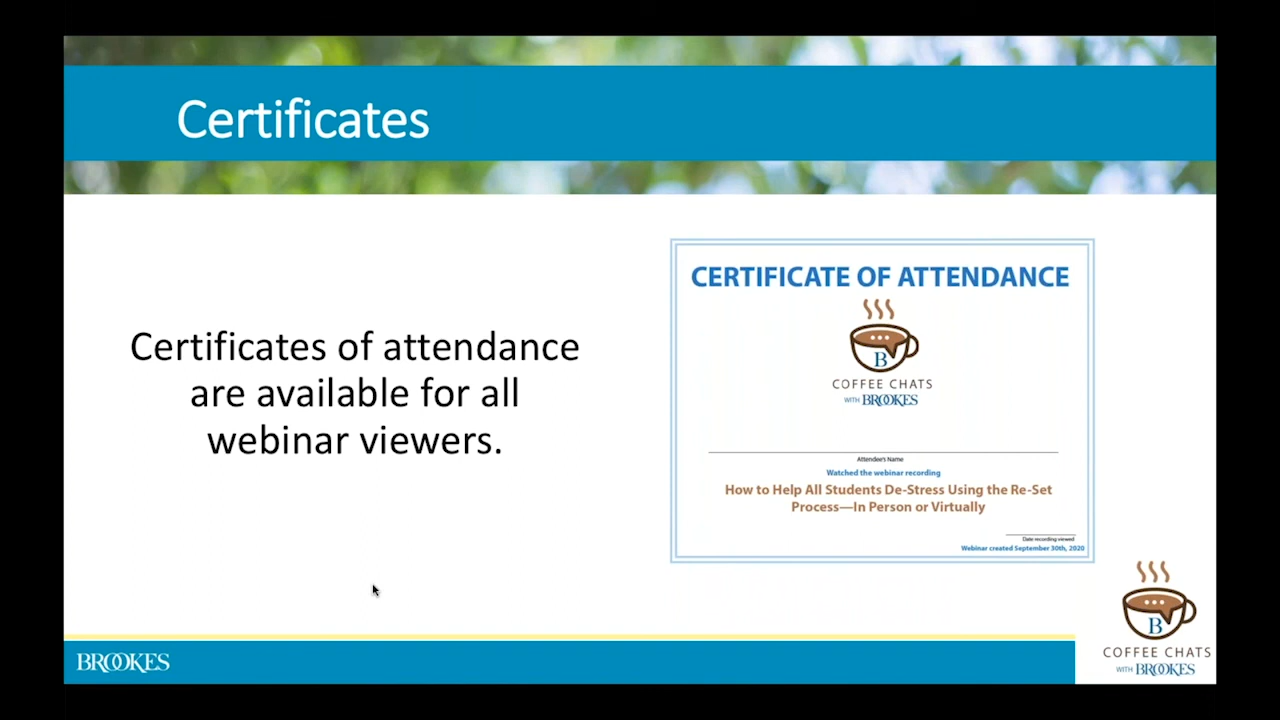 Certificates
Certificates of attendance
are available for all
webinar viewers.
CERTIFICATE OF ATTENDANCE
B
COFFEE CHATS
WITH BROOKES
Attendee's Name
Watched the webinar recording
How to Help All Students De-Stress Using the Re-Set
Process—In Person or Virtually
Date recording viewed
Webinar created September 30th, 2020
BROOKES
B
COFFEE CHATS
WITH BROOKES